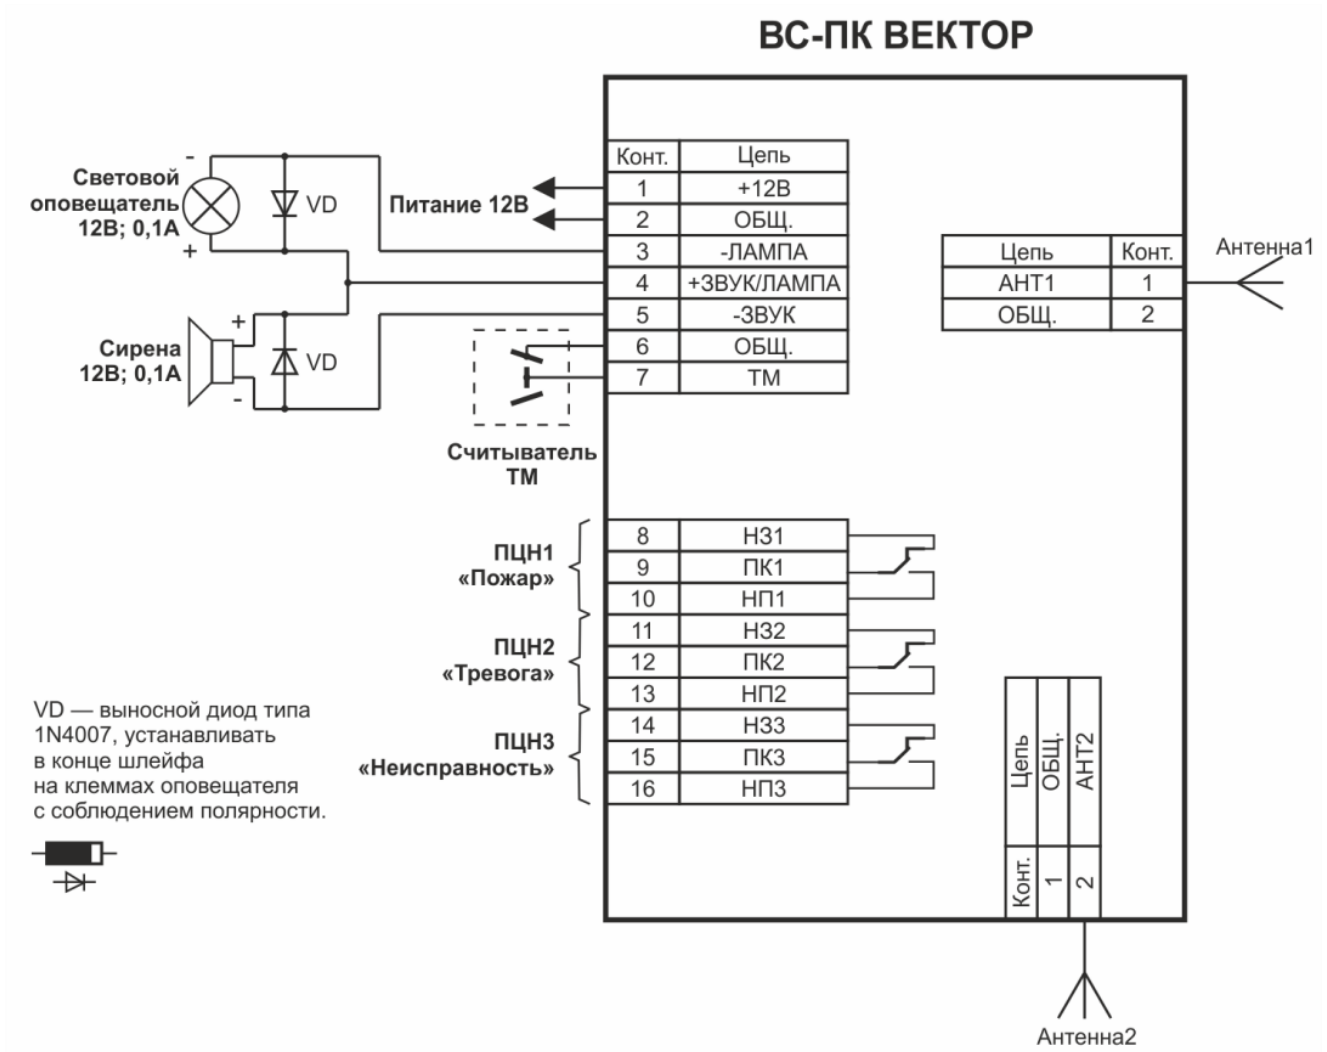 ВС-ПК ВЕКТОР
Конт. Цепь
1 +12В
2 ОБЩ.
3 -ЛАМПА
4 +ЗВУК/ЛАМПА
5 -ЗВУК
6 ОБЩ.
7 ТМ
-
Световой
оповещатель
12В; 0,1А
+
VD
Питание 12В
+
Сирена
12В; 0,1А
-
VD
Считыватель
ТМ
Цепь Конт.
АНТ1 1
ОБЩ. 2
Антенна1
ПЦН1
«Пожар»
8 НЗ1
9 ПК1
10 НП1
ПЦН2
«Тревога»
11 НЗ2
12 ПК2
13 НП2
ПЦН3
«Неисправность»
14 НЗ3
15 ПК3
16 НП3
VD — выносной диод типа
1N4007, устанавливать
в конце шлейфа
на клеммах оповещателя
с соблюдением полярности.
Конт. Цепь
1 ОБЩ.
2 АНТ2
Антенна2